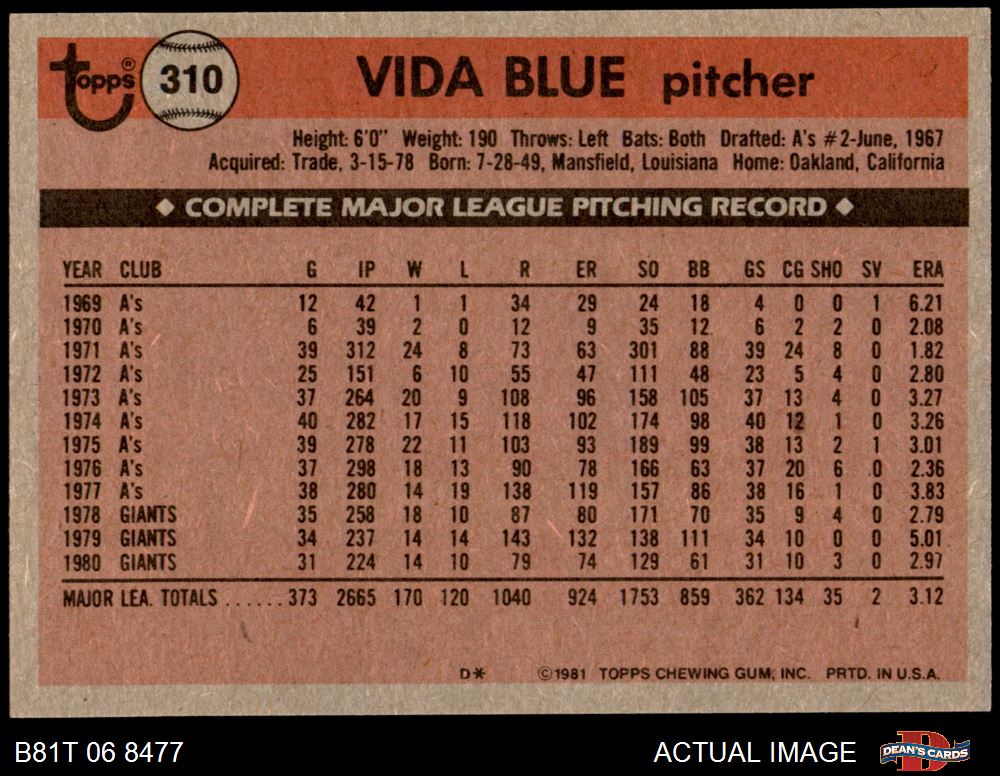 Topps® 310 VIDA BLUE pitcher
Height: 6'0" Weight: 190 Throws: Left Bats: Both Drafted: A's #2-June, 1967
Acquired: Trade, 3-15-78 Born: 7-28-49, Mansfield, Louisiana Home: Oakland, California
◆ COMPLETE MAJOR LEAGUE PITCHING RECORD ◆
YEAR CLUB G IP W L R ER SO BB GS CG SHO SV ERA
1969 A's 12 42 1 1 34 29 24 18 4 0 0 1 6.21
1970 A's 6 39 2 0 12 9 35 12 6 2 2 0 2.08
1971 A's 39 312 24 8 73 63 301 88 39 24 8 0 1.82
1972 A's 25 151 6 10 55 47 111 48 23 5 4 0 2.80
1973 A's 37 264 20 9 108 96 158 105 37 13 4 0 3.27
1974 A's 40 282 17 15 118 102 174 98 40 12 1 0 3.26
1975 A's 39 278 22 11 103 93 189 99 38 13 2 1 3.01
1976 A's 37 298 18 13 90 78 166 63 37 20 6 0 2.36
1977 A's 38 280 14 19 138 119 157 86 38 16 1 0 3.83
1978 GIANTS 35 258 18 10 87 80 171 70 35 9 4 0 2.79
1979 GIANTS 34 237 14 14 143 132 138 111 34 10 0 0 5.01
1980 GIANTS 31 224 14 10 79 74 129 61 31 10 3 0 2.97
MAJOR LEA. TOTALS ...... 373 2665 170 120 1040 924 1753 859 362 134 35 2 3.12
D* ©1981 TOPPS CHEWING GUM, INC. PRTD. IN U.S.A.
B81T 06 8477 ACTUAL IMAGE D DEAN'S CARDS